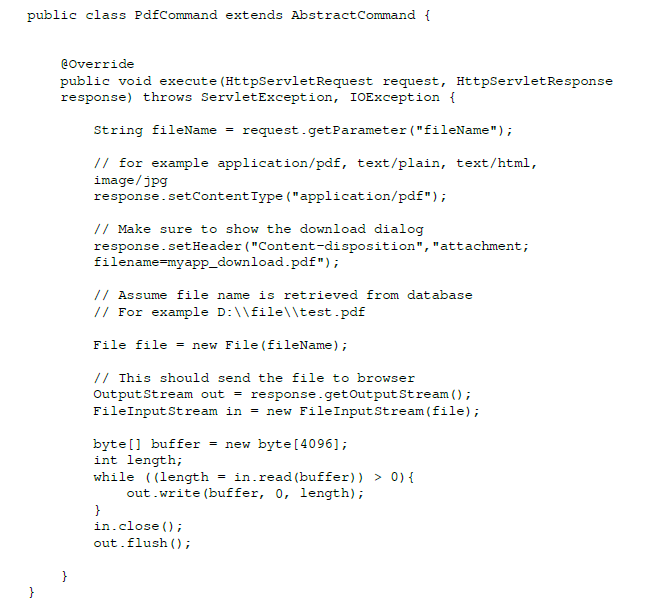 public class PdfCommand extends AbstractCommand {
@Override
public void execute(HttpServletRequest request, HttpServletResponse
response) throws ServletException, IOException {
String fileName = request.getParameter("fileName");
// for example application/pdf, text/plain, text/html,
image/jpg
response.setContentType("application/pdf");
// Make sure to show the download dialog
response.setHeader("Content-disposition","attachment;
filename=myapp_download.pdf");
// Assume file name is retrieved from database
// For example D:\\file\\test.pdf
File file = new File(fileName);
// This should send the file to browser
OutputStream out = response.getOutputStream();
FileInputStream in = new FileInputStream(file);
byte[] buffer = new byte[4096];
int length;
while ((length = in.read(buffer)) > 0){
out.write(buffer, 0, length);
}
in.close();
out.flush();
}
}